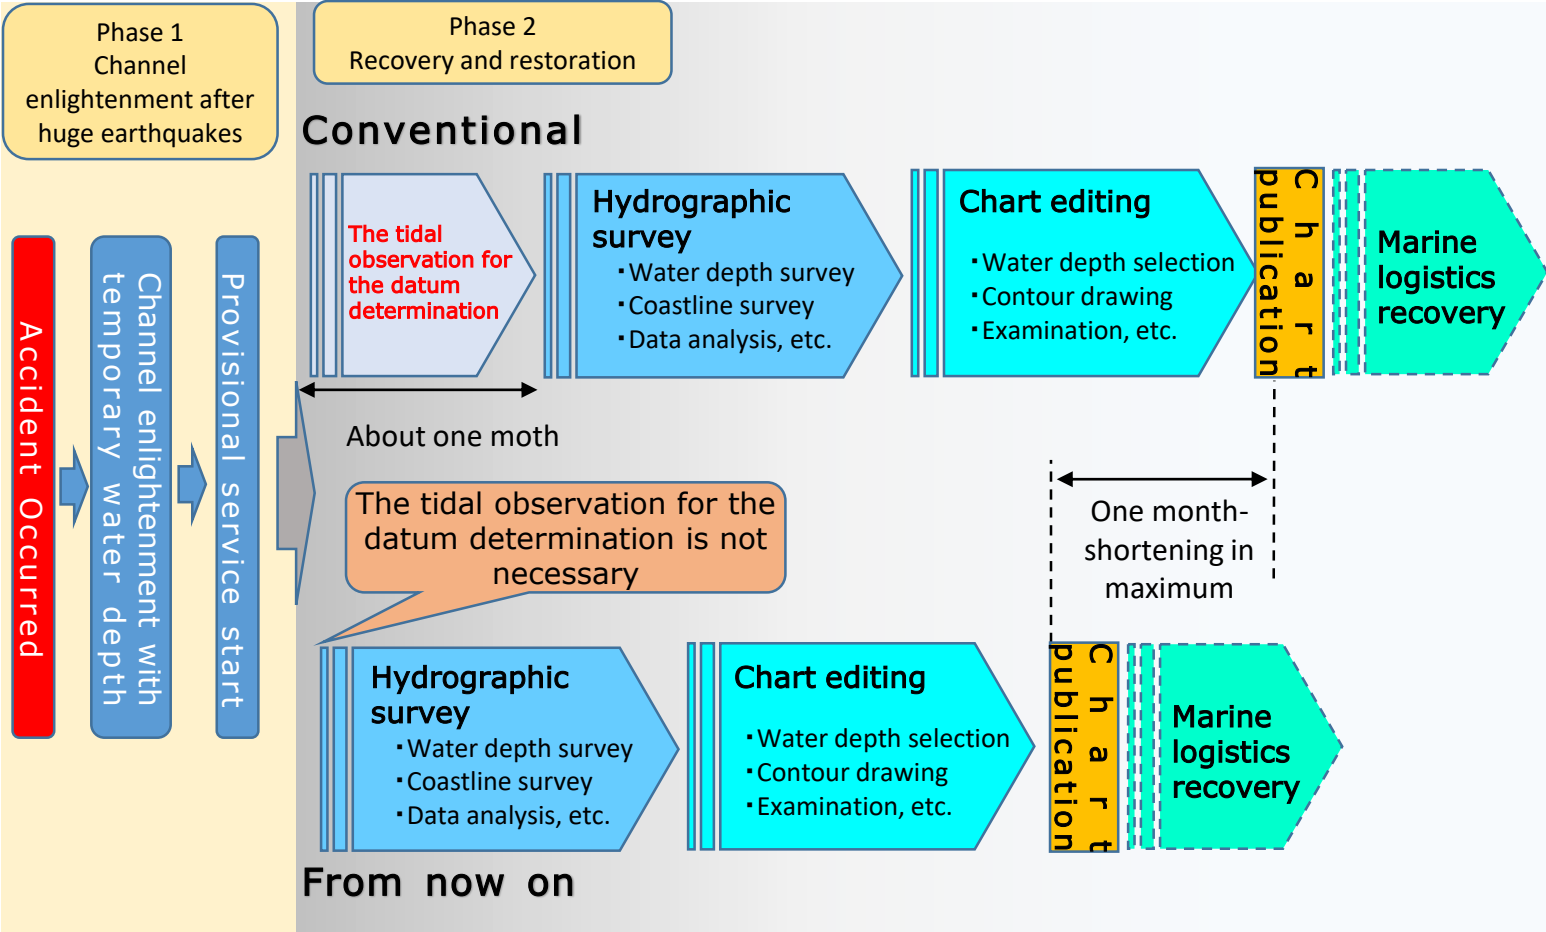 Phase 1
Channel
enlightenment after
huge earthquakes
Phase 2
Recovery and restoration
Accident Occurred
Channel enlightenment with
temporary water depth
Provisional service start
Conventional
The tidal
observation for
the datum
determination
Hydrographic
survey
・Water depth survey
・Coastline survey
・Data analysis, etc.
Chart editing
・Water depth selection
・Contour drawing
・Examination, etc.
Chart
publication
Marine
logistics
recovery
About one moth
One month-
shortening in
maximum
The tidal observation for the
datum determination is not
necessary
Hydrographic
survey
・Water depth survey
・Coastline survey
・Data analysis, etc.
Chart editing
・Water depth selection
・Contour drawing
・Examination, etc.
Chart
publication
Marine
logistics
recovery
From now on